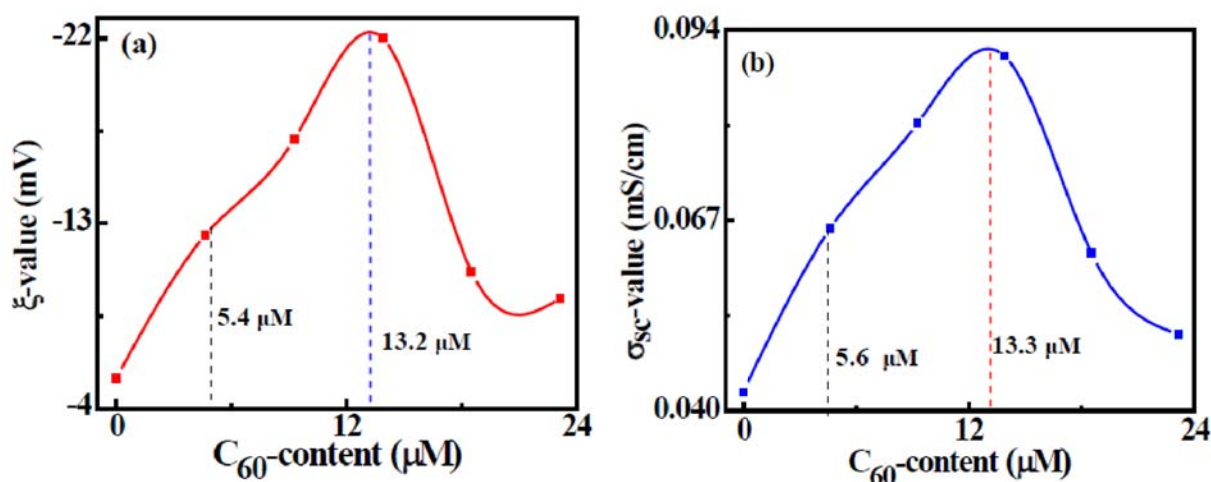 (a)
ξ-value (mV)
-22
-13
-4
5.4 μM
13.2 μM
0
12
24
C60-content (μM)
(b)
σSC-value (mS/cm)
0.094
0.067
0.040
5.6 μM
13.3 μM
0
12
24
C60-content (μM)